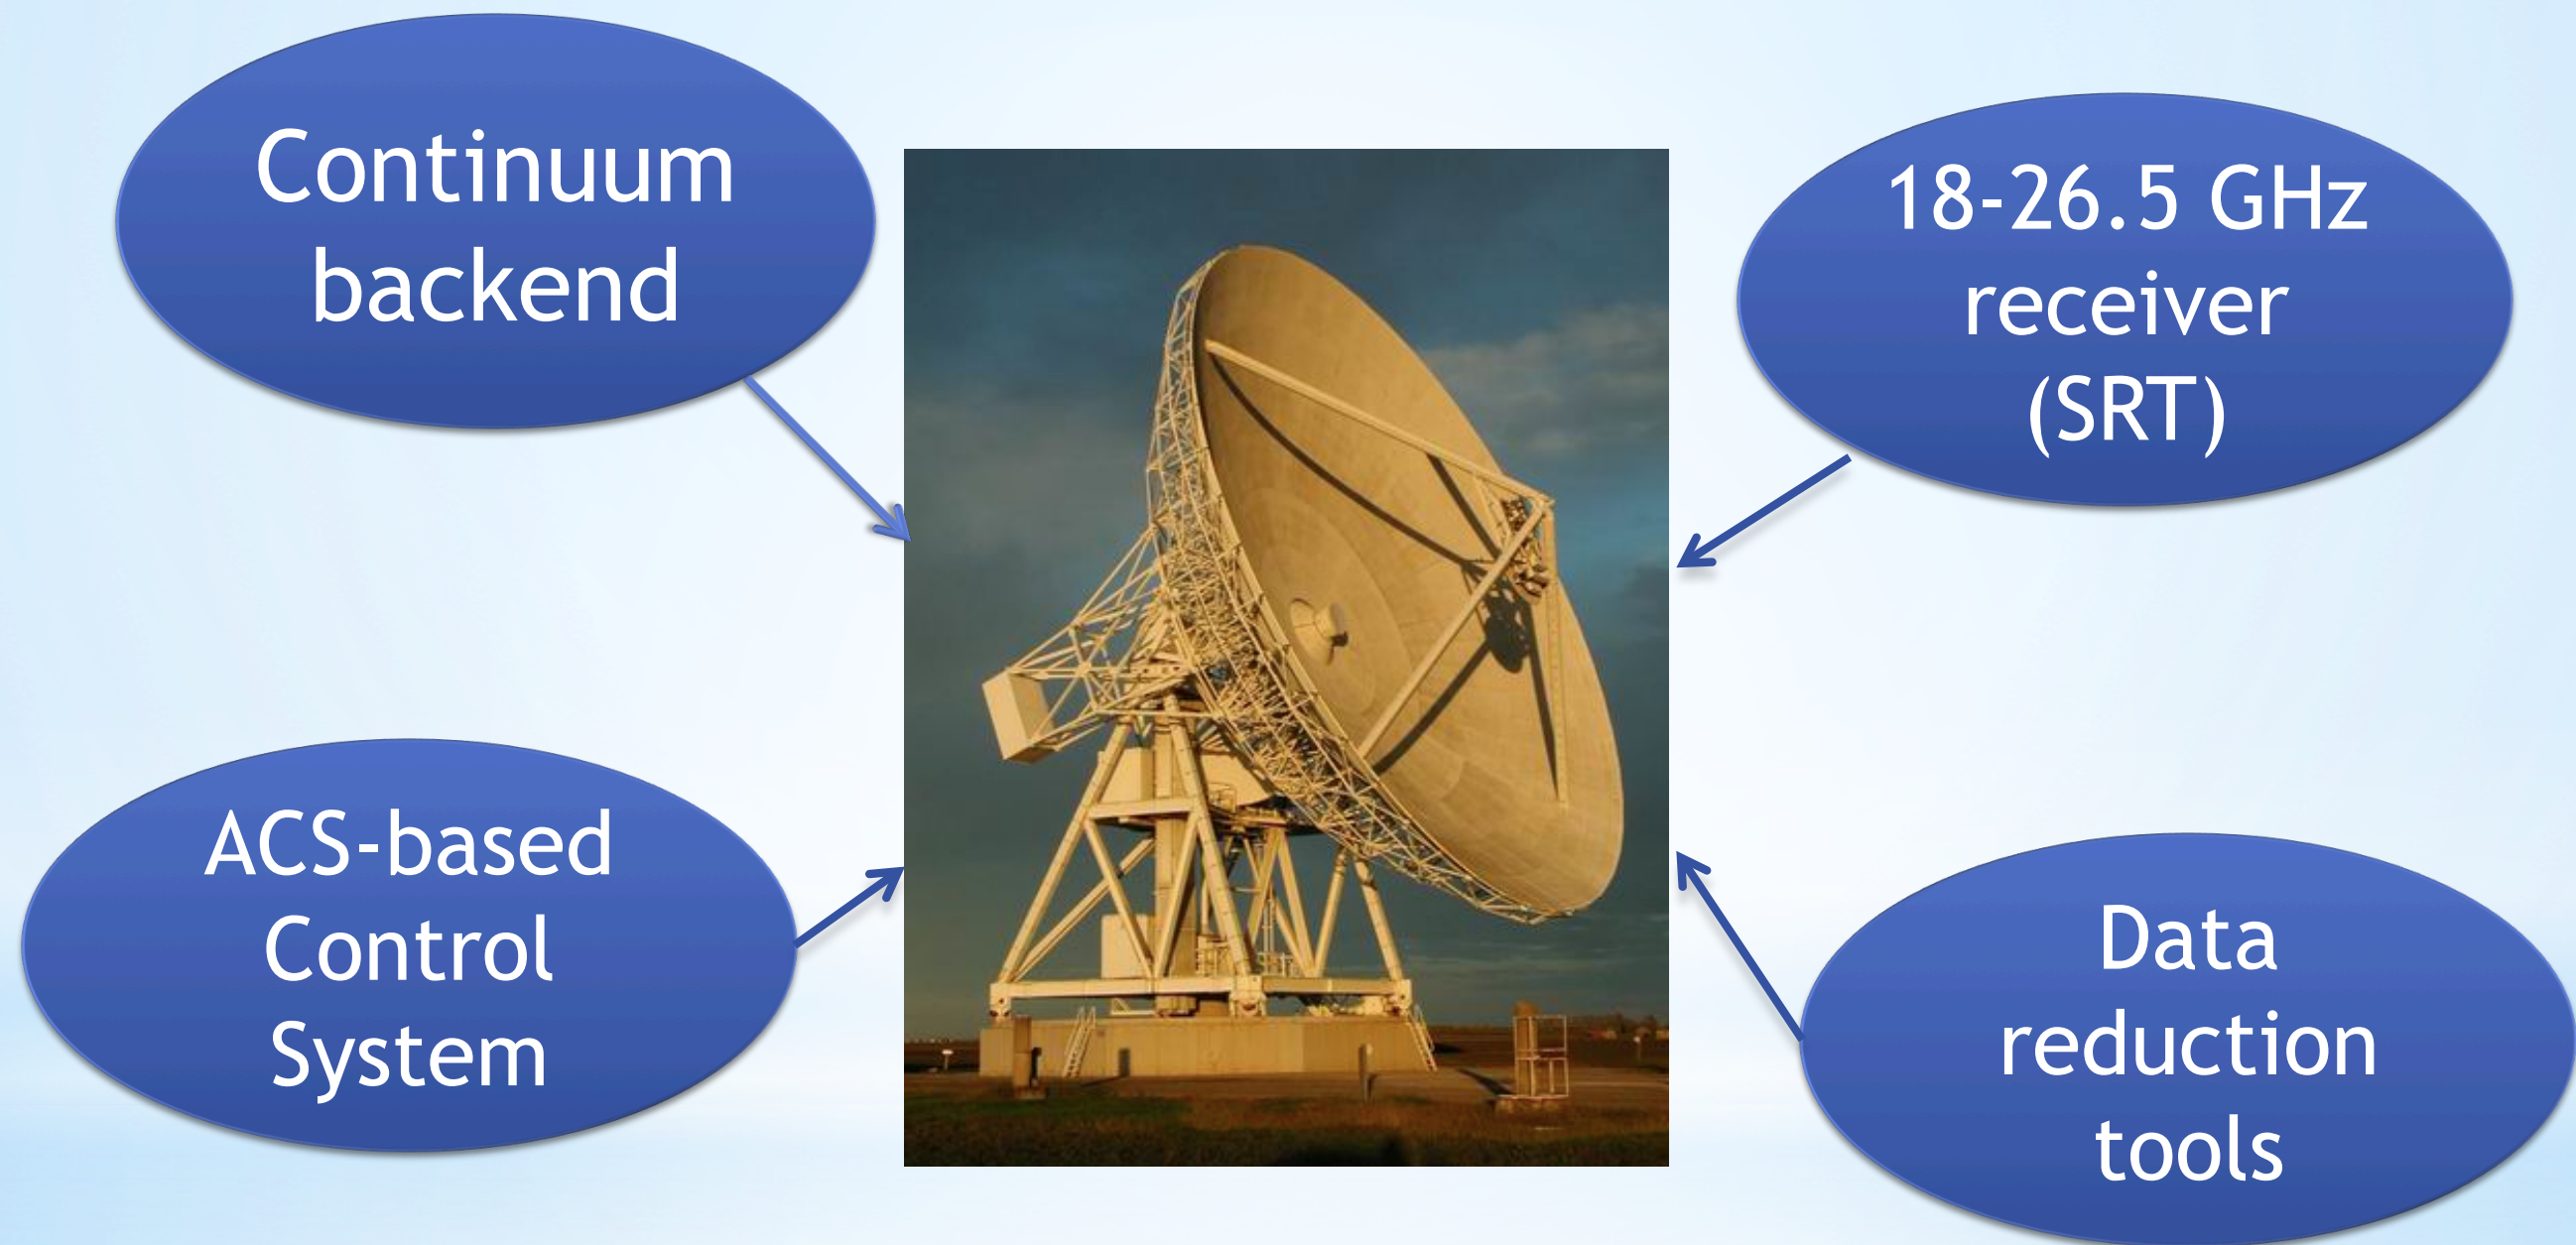 Continuum
backend
18-26.5 GHz
receiver
(SRT)
ACS-based
Control
System
Data
reduction
tools